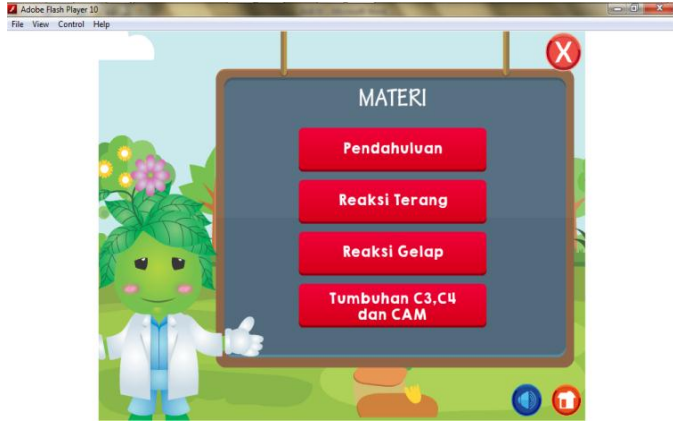 Adobe Flash Player 10
File View Control Help
X
MATERI
Pendahuluan
Reaksi Terang
Reaksi Gelap
Tumbuhan C3,C4
dan CAM